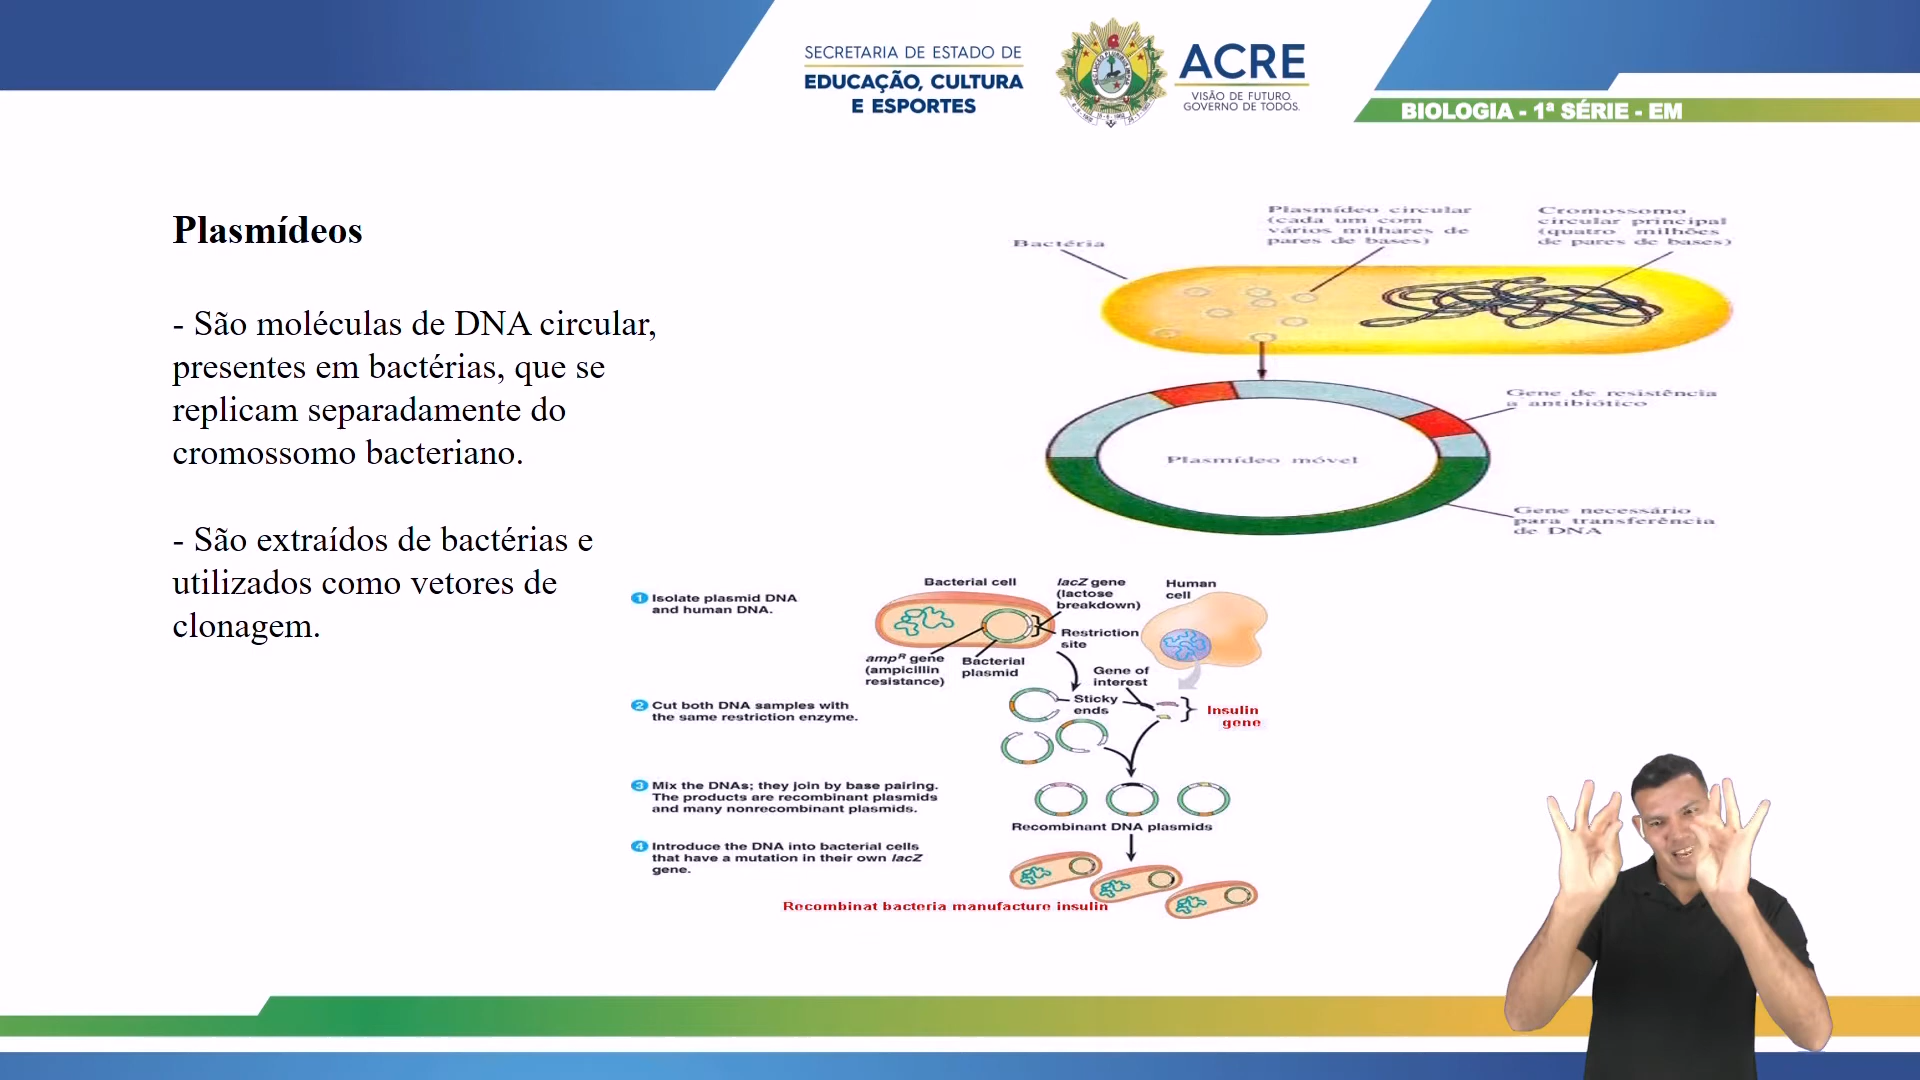 SECRETARIA DE ESTADO DE
EDUCAÇÃO, CULTURA
E ESPORTES
ACRE
VISÃO DE FUTURO.
GOVERNO DE TODOS.
BIOLOGIA - 1ª SÉRIE - EM
Plasmídeos
- São moléculas de DNA circular,
presentes em bactérias, que se
replicam separadamente do
cromossomo bacteriano.
- São extraídos de bactérias e
utilizados como vetores de
clonagem.
Bactéria
Plasmídeo circular
(cada um com
vários milhares de
pares de bases)
Cromossomo
circular principal
(quatro milhões
de pares de bases)
Gene de resistência
a antibiótico
Plasmídeo móvel
Gene necessário
para transferência
de DNA
1 Isolate plasmid DNA
and human DNA.
Bacterial cell
lacZ gene
(lactose
breakdown)
Human
cell
Restriction
site
ampR gene
(ampicillin
resistance)
Bacterial
plasmid
Gene of
interest
2 Cut both DNA samples with
the same restriction enzyme.
Sticky
ends
Insulin
gene
3 Mix the DNAs; they join by base pairing.
The products are recombinant plasmids
and many nonrecombinant plasmids.
Recombinant DNA plasmids
4 Introduce the DNA into bacterial cells
that have a mutation in their own lacZ
gene.
Recombinat bacteria manufacture insulin